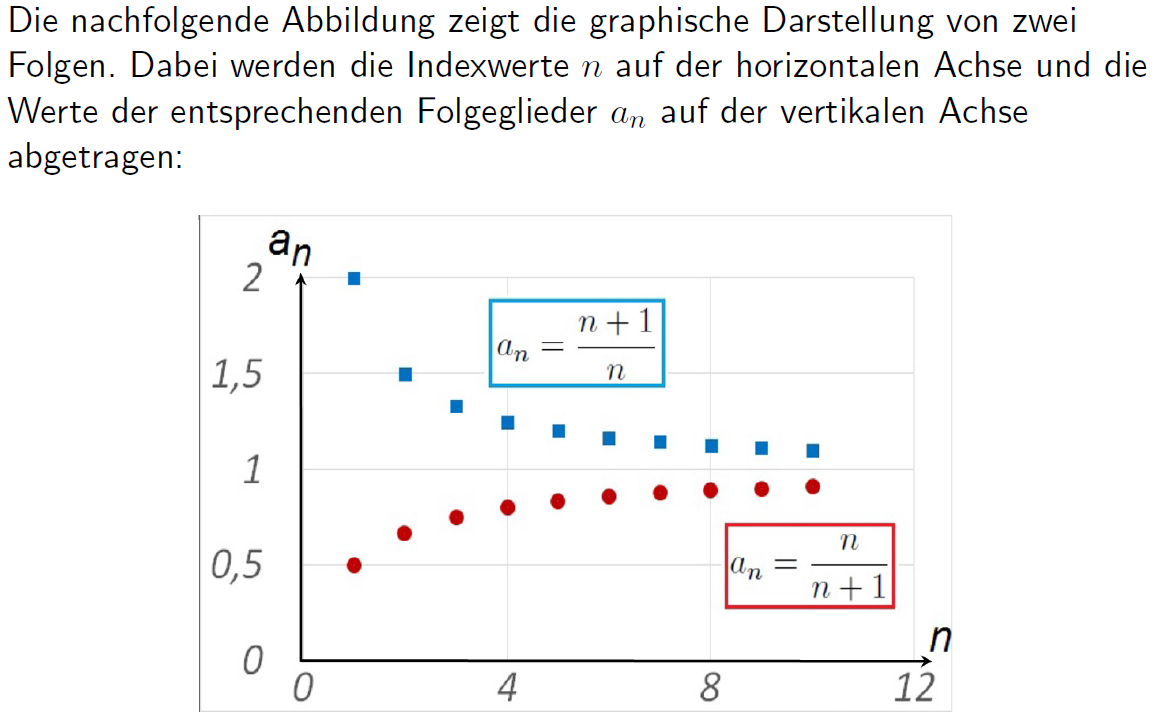 Die nachfolgende Abbildung zeigt die graphische Darstellung von zwei
Folgen. Dabei werden die Indexwerte n auf der horizontalen Achse und die
Werte der entsprechenden Folgeglieder aₙ auf der vertikalen Achse
abgetragen:
aₙ
2
1,5
1
0,5
0
aₙ = (n + 1)/n
aₙ = n/(n + 1)
n
0 4 8 12